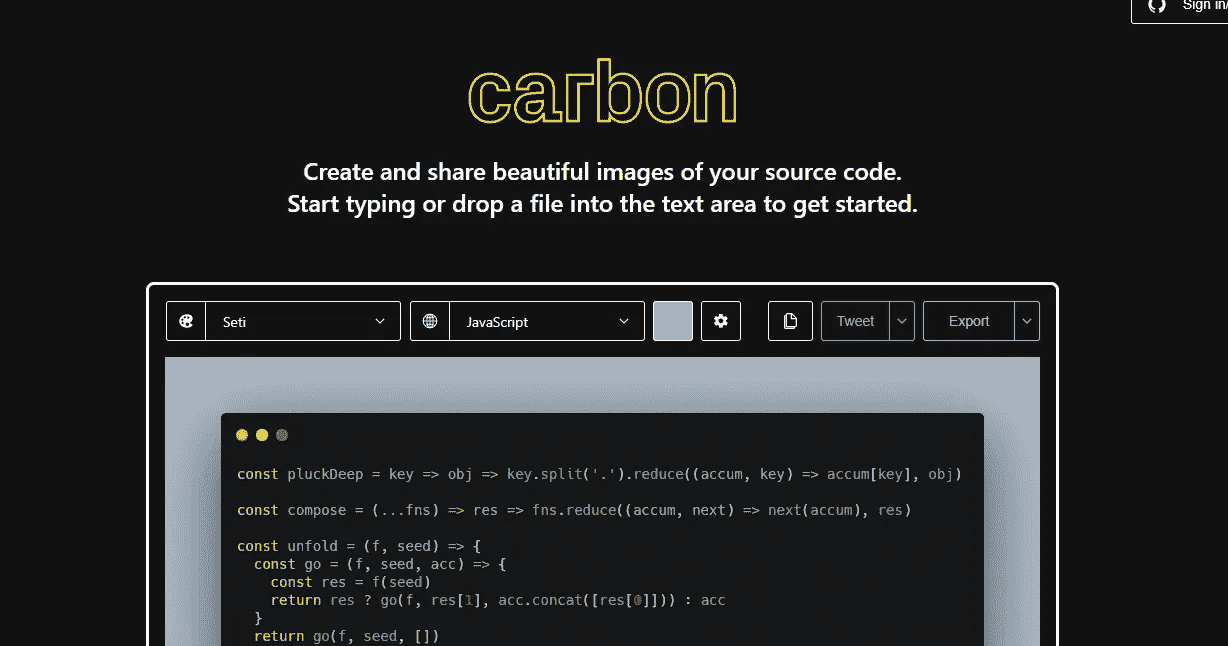 Sign in/
carbon
Create and share beautiful images of your source code.
Start typing or drop a file into the text area to get started.
Seti JavaScript Tweet Export
const pluckDeep = key => obj => key.split('.').reduce((accum, key) => accum[key], obj)
const compose = (...fns) => res => fns.reduce((accum, next) => next(accum), res)
const unfold = (f, seed) => {
  const go = (f, seed, acc) => {
    const res = f(seed)
    return res ? go(f, res[1], acc.concat([res[0]])) : acc
  }
  return go(f, seed, [])